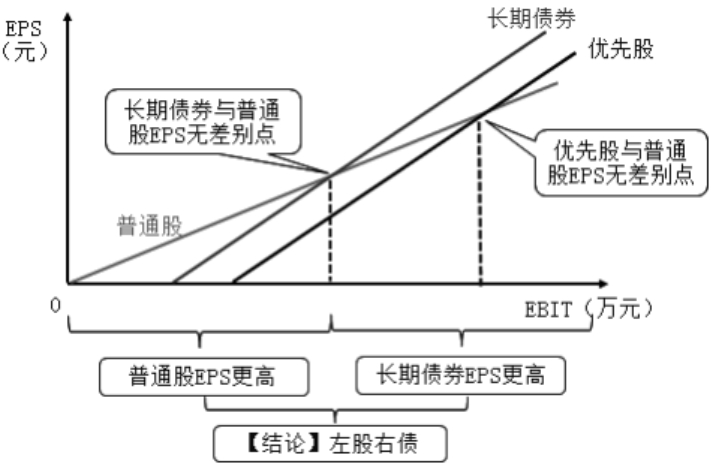 EPS
（元）
长期债券
优先股
长期债券与普通
股EPS无差别点
优先股与普通
股EPS无差别点
普通股
0
EBIT（万元）
普通股EPS更高
长期债券EPS更高
【结论】左股右债